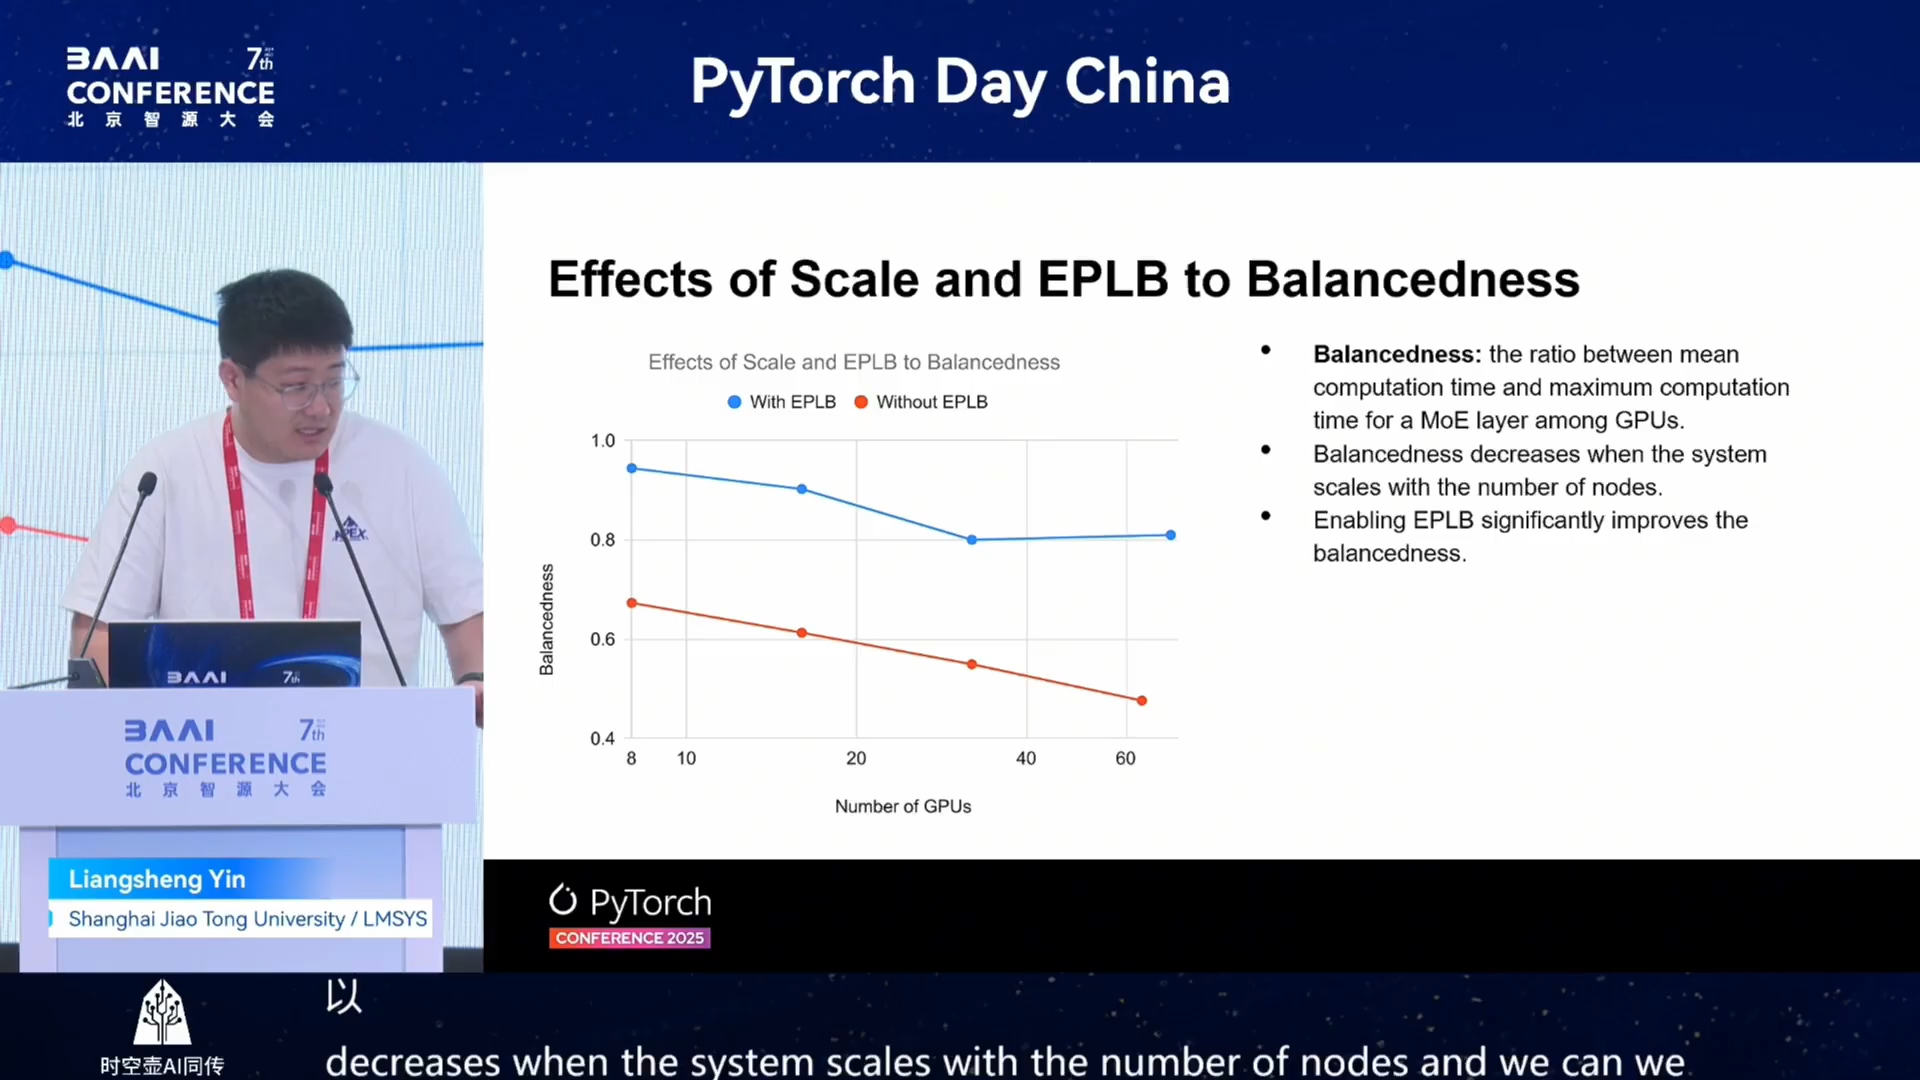 BAAI 7th
CONFERENCE
北京智源大会
PyTorch Day China
Effects of Scale and EPLB to Balancedness
Effects of Scale and EPLB to Balancedness
With EPLB Without EPLB
1.0
0.8
0.6
0.4
Balancedness
8 10 20 40 60
Number of GPUs
• Balancedness: the ratio between mean
computation time and maximum computation
time for a MoE layer among GPUs.
• Balancedness decreases when the system
scales with the number of nodes.
• Enabling EPLB significantly improves the
balancedness.
APEX
BAAI 7th
BAAI 7th
CONFERENCE
北京智源大会
Liangsheng Yin
Shanghai Jiao Tong University / LMSYS
PyTorch
CONFERENCE 2025
时空壶AI同传
以
decreases when the system scales with the number of nodes and we can we